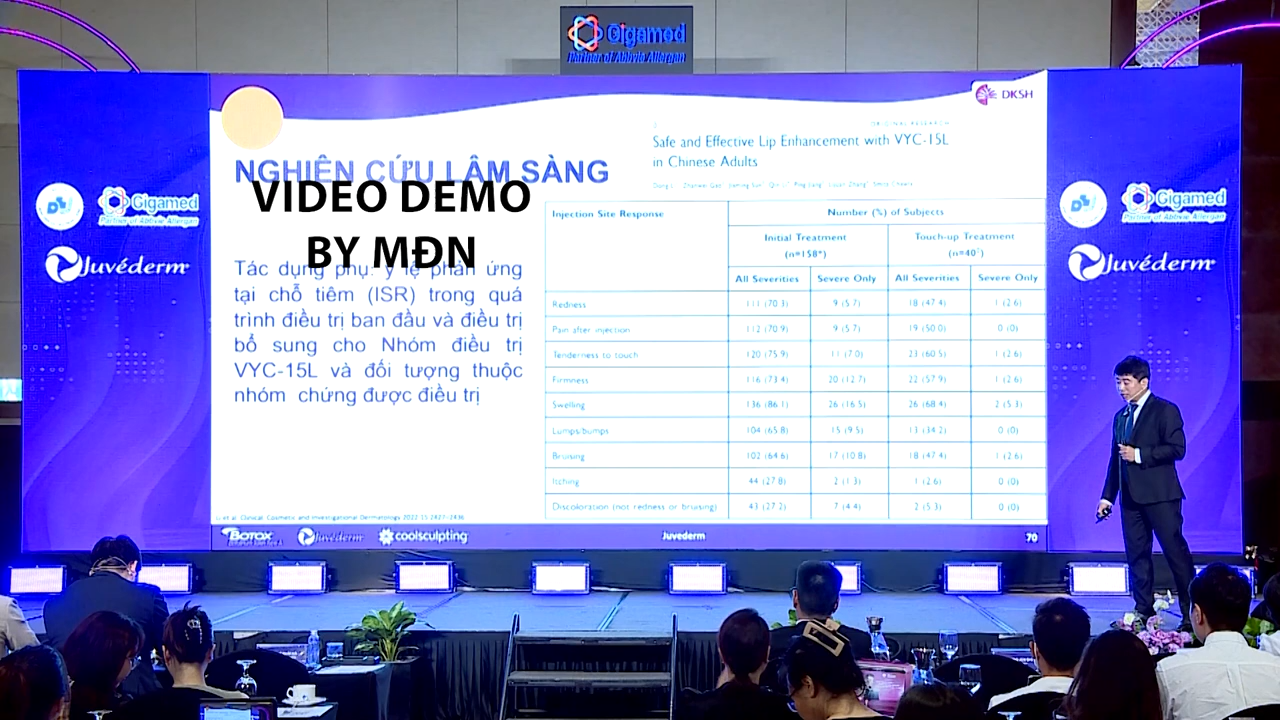 Gigamed
Partner of Abbvie Allergan
DKSH
ORIGINAL RESEARCH
Safe and Effective Lip Enhancement with VYC-15L
in Chinese Adults
NGHIÊN CỨU LÂM SÀNG
VIDEO DEMO
BY MĐN
Tác dụng phụ: tỷ lệ phản ứng
tại chỗ tiêm (ISR) trong quá
trình điều trị ban đầu và điều trị
bổ sung cho Nhóm điều trị
VYC-15L và đối tượng thuộc
nhóm chứng được điều trị
Injection Site Response
Number (%) of Subjects
Initial Treatment
(n=158*)
Touch-up Treatment
(n=40†)
All Severities Severe Only All Severities Severe Only
Redness 111 (70.3) 9 (5.7) 18 (47.4) 1 (2.6)
Pain after injection 112 (70.9) 9 (5.7) 19 (50.0) 0 (0)
Tenderness to touch 120 (75.9) 11 (7.0) 23 (60.5) 1 (2.6)
Firmness 116 (73.4) 20 (12.7) 22 (57.9) 1 (2.6)
Swelling 136 (86.1) 26 (16.5) 26 (68.4) 2 (5.3)
Lumps/bumps 104 (65.8) 15 (9.5) 13 (34.2) 0 (0)
Bruising 102 (64.6) 17 (10.8) 18 (47.4) 1 (2.6)
Itching 44 (27.8) 2 (1.3) 1 (2.6) 0 (0)
Discoloration (not redness or bruising) 43 (27.2) 7 (4.4) 2 (5.3) 0 (0)
Li et al. Clinical, Cosmetic and Investigational Dermatology 2022:15 2427-2436
BOTOX
Juvéderm
coolsculpting
Juvederm
70
Gigamed
Partner of Abbvie Allergan
Juvéderm
Gigamed
Partner of Abbvie Allergan
Juvéderm